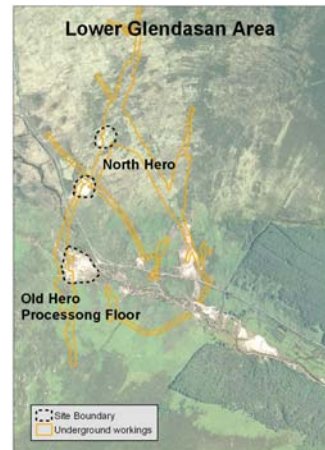 Lower Glendasan Area
North Hero
Old Hero
Processong Floor
Site Boundary
Underground workings